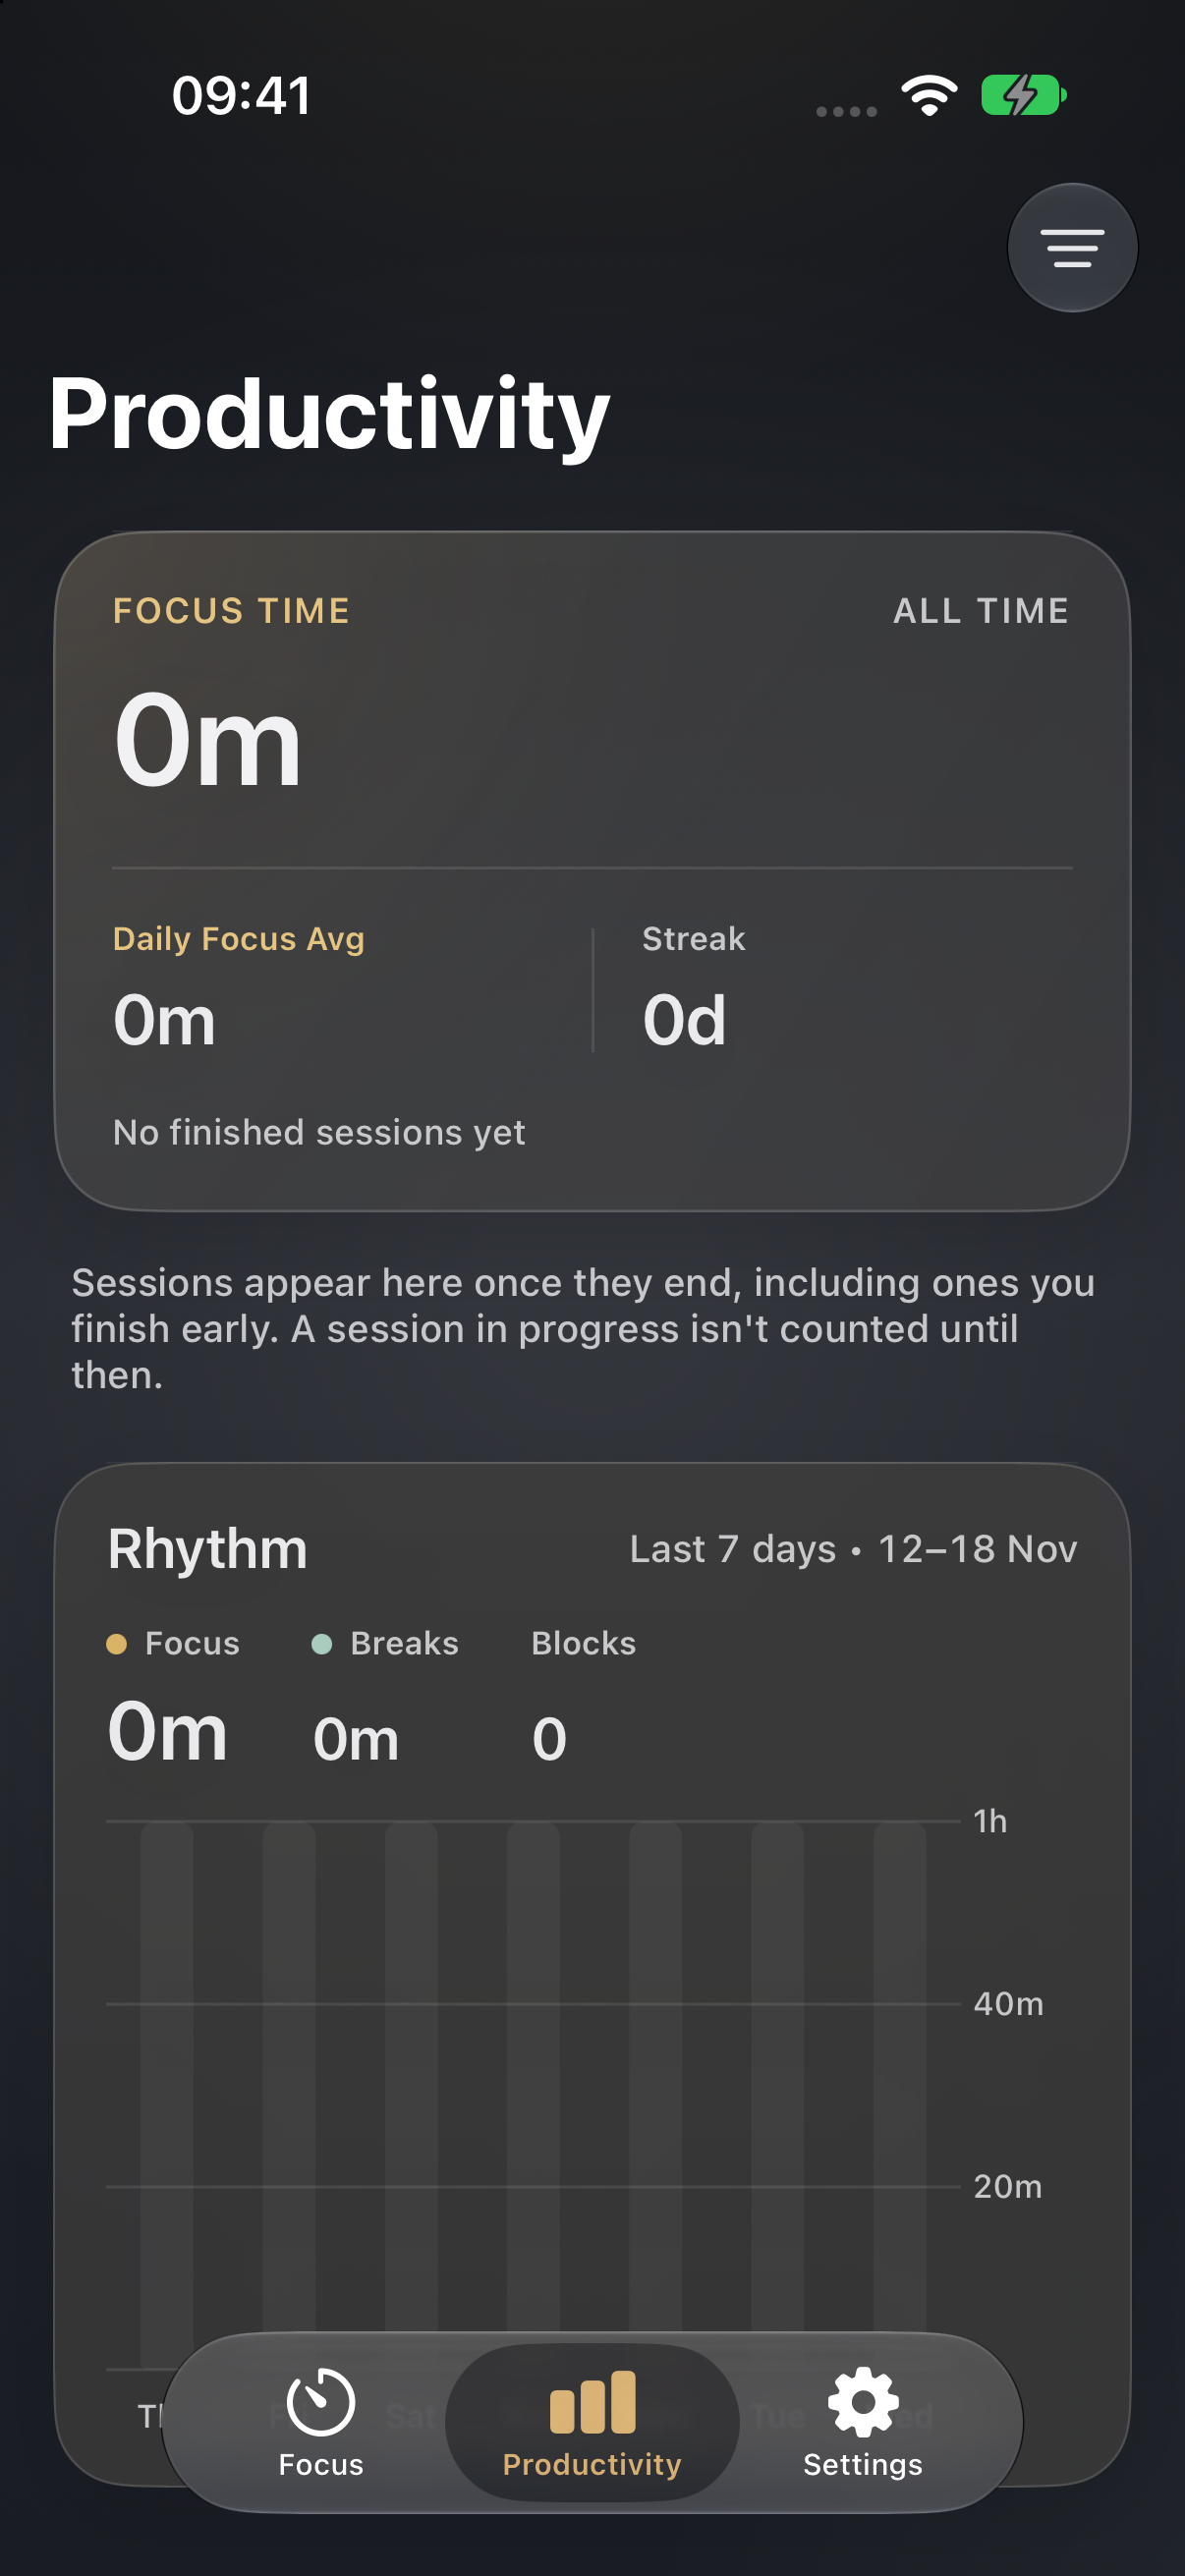 09:41
Productivity
FOCUS TIME
ALL TIME
0m
Daily Focus Avg
Streak
0m
0d
No finished sessions yet
Sessions appear here once they end, including ones you
finish early. A session in progress isn't counted until
then.
Rhythm
Last 7 days • 12–18 Nov
Focus
Breaks
Blocks
0m
0m
0
1h
40m
20m
Sat
Tue
Focus
Productivity
Settings